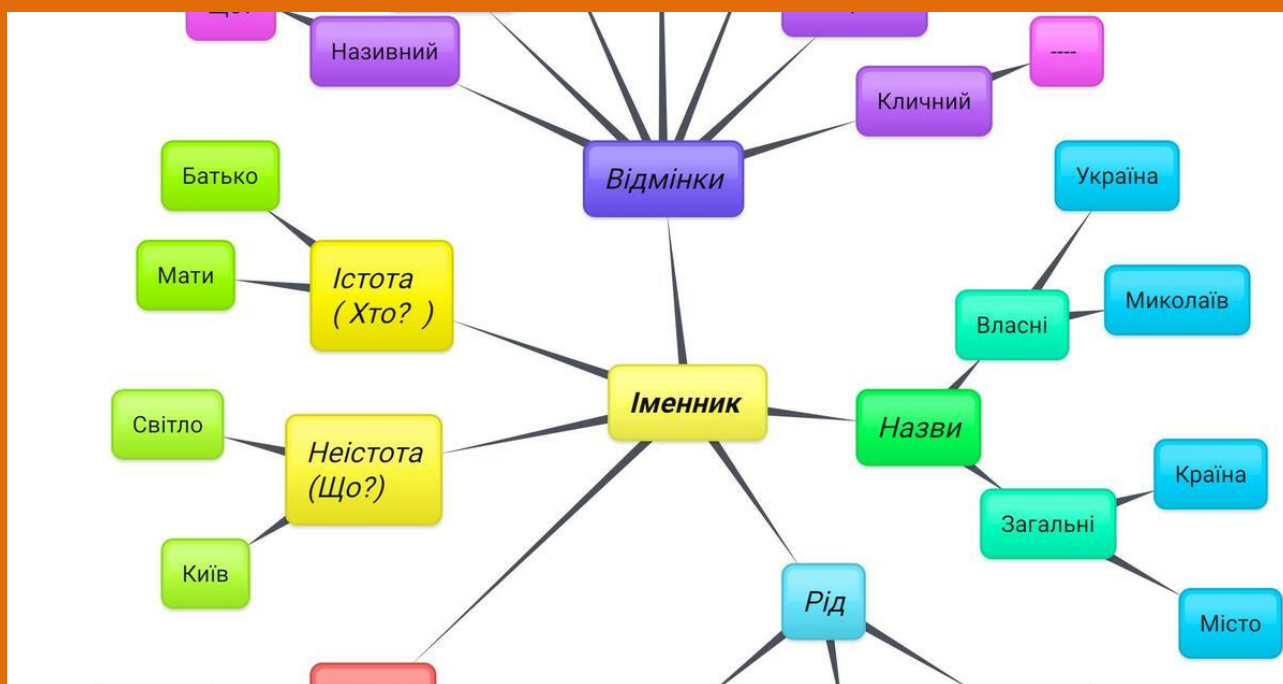 Називний
----
Кличний
Відмінки
Батько
Україна
Мати
Істота
( Хто? )
Миколаїв
Власні
Іменник
Назви
Світло
Неістота
(Що?)
Країна
Загальні
Київ
Рід
Місто